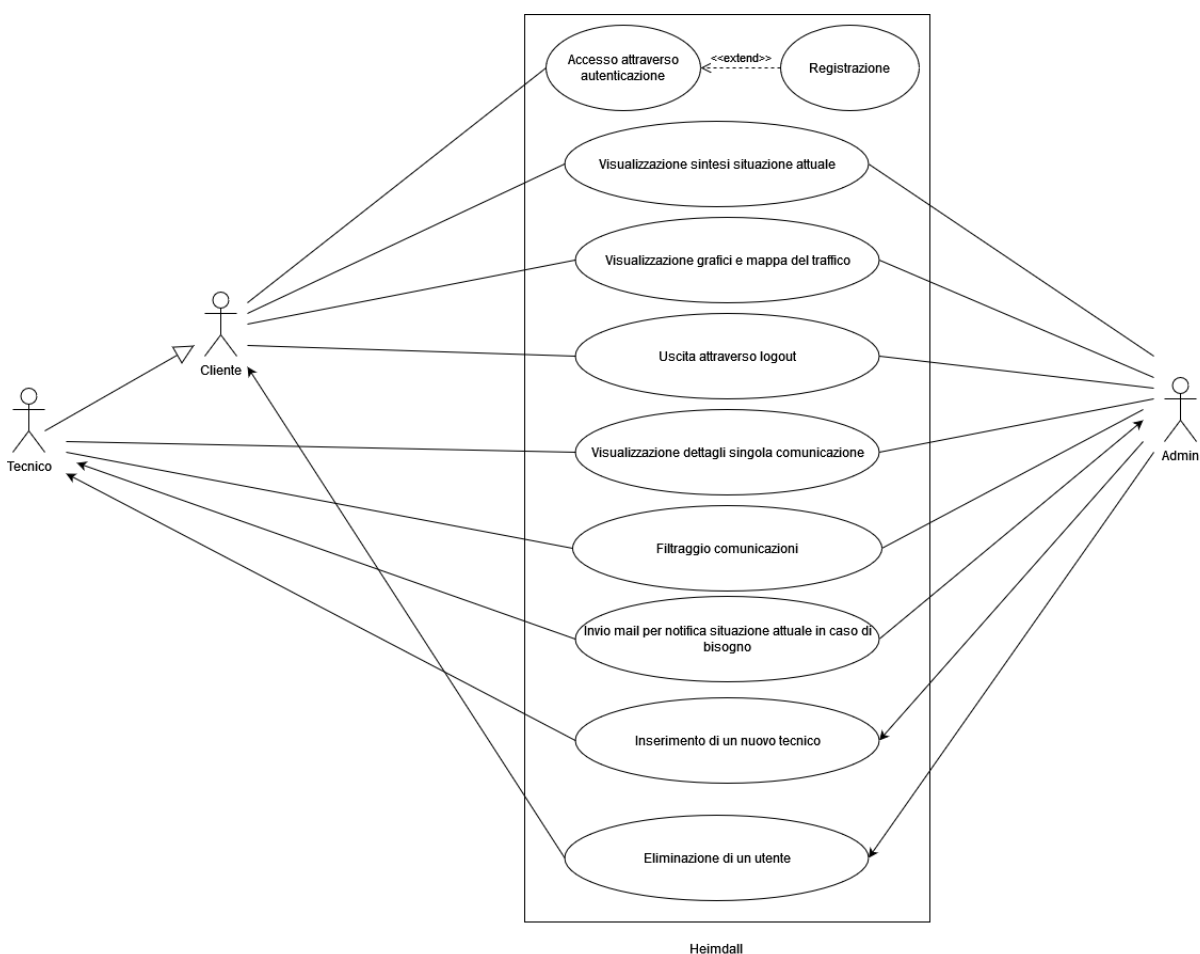 Accesso attraverso
autenticazione
<<extend>>
Registrazione
Visualizzazione sintesi situazione attuale
Visualizzazione grafici e mappa del traffico
Uscita attraverso logout
Cliente
Visualizzazione dettagli singola comunicazione
Tecnico
Admin
Filtraggio comunicazioni
Invio mail per notifica situazione attuale in caso di
bisogno
Inserimento di un nuovo tecnico
Eliminazione di un utente
Heimdall